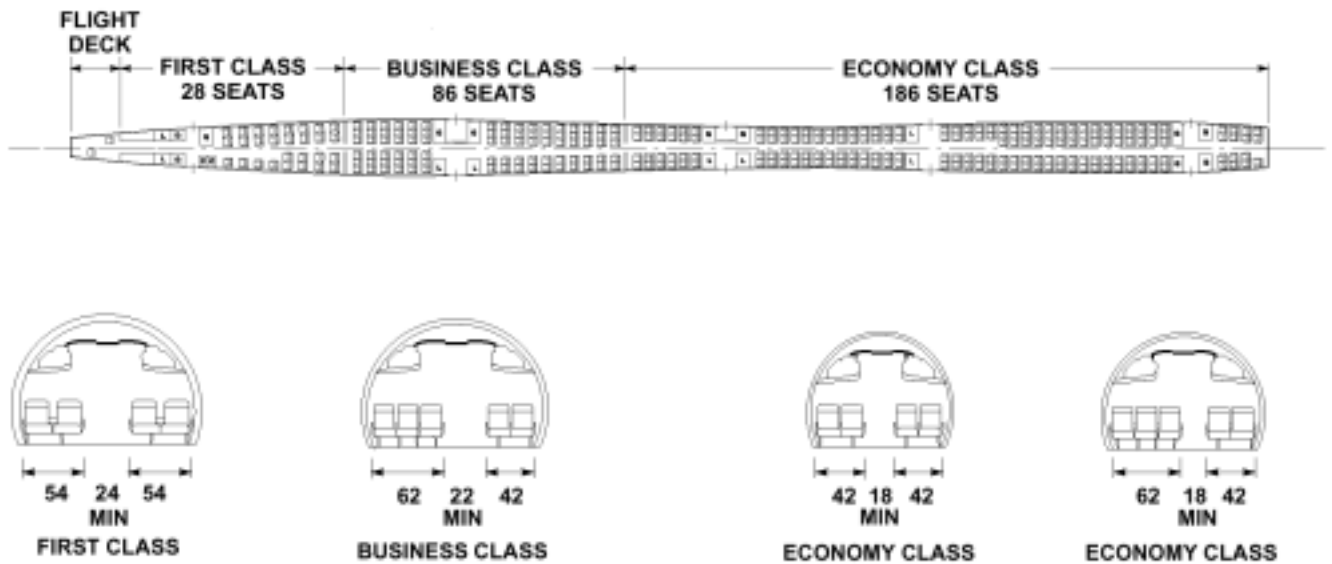 FLIGHT
DECK
FIRST CLASS
28 SEATS
BUSINESS CLASS
86 SEATS
ECONOMY CLASS
186 SEATS
54 24 54
MIN
FIRST CLASS
62 22 42
MIN
BUSINESS CLASS
42 18 42
MIN
ECONOMY CLASS
62 18 42
MIN
ECONOMY CLASS